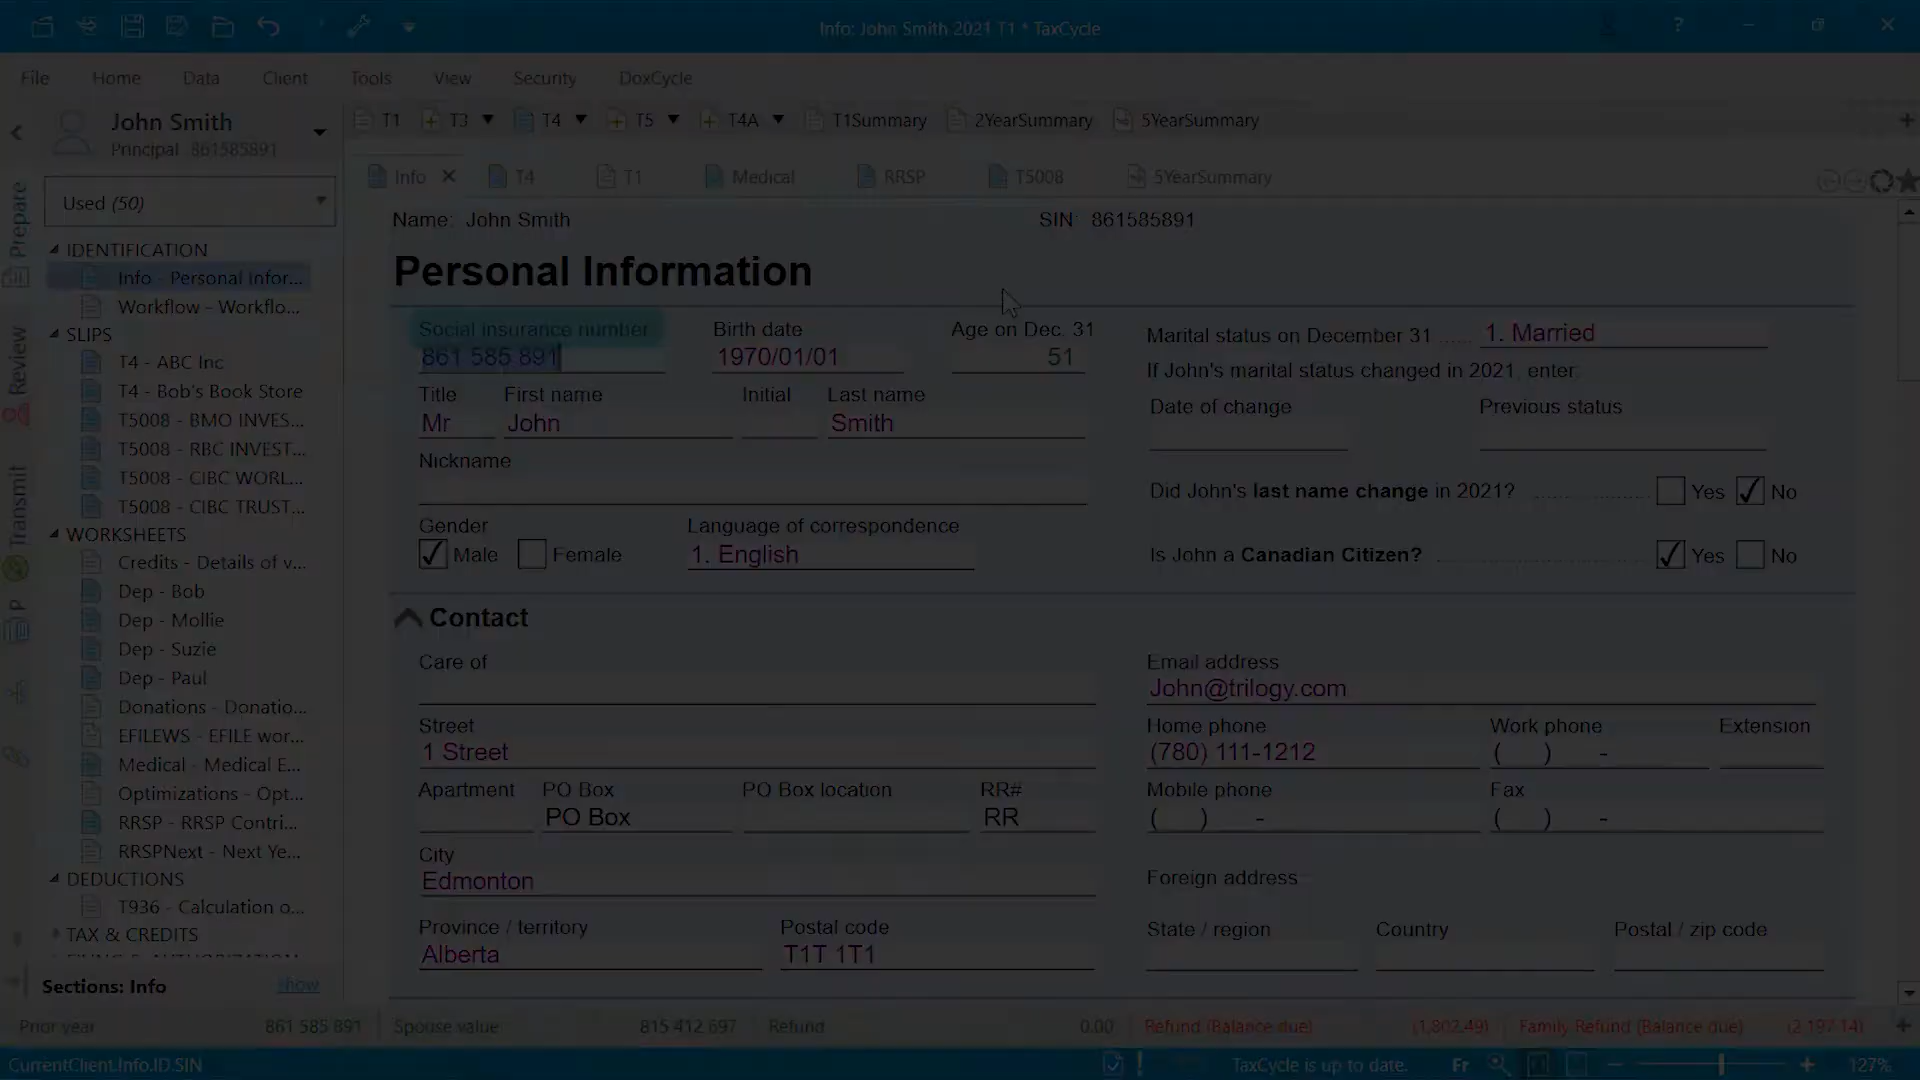 Info: John Smith 2021 T1 * TaxCycle
?
File Home Data Client Tools View Security DoxCycle
John Smith
Principal 861585891
T1 T3 T4 T5 T4A T1Summary 2YearSummary 5YearSummary
Info T4 T1 Medical RRSP T5008 5YearSummary
Prepare
Review
Transmit
P
Used (50)
IDENTIFICATION
Info - Personal Infor...
Workflow - Workflo...
SLIPS
T4 - ABC Inc
T4 - Bob's Book Store
T5008 - BMO INVES...
T5008 - RBC INVEST...
T5008 - CIBC WORL...
T5008 - CIBC TRUST...
WORKSHEETS
Credits - Details of v...
Dep - Bob
Dep - Mollie
Dep - Suzie
Dep - Paul
Donations - Donatio...
EFILEWS - EFILE wor...
Medical - Medical E...
Optimizations - Opt...
RRSP - RRSP Contri...
RRSPNext - Next Ye...
DEDUCTIONS
T936 - Calculation o...
TAX & CREDITS
Sections: Info show
Name: John Smith SIN: 861585891
Personal Information
Social insurance number Birth date Age on Dec. 31
861 585 891 1970/01/01 51
Title First name Initial Last name
Mr John Smith
Nickname
Gender Language of correspondence
Male Female 1. English
Marital status on December 31 ...... 1. Married
If John's marital status changed in 2021, enter:
Date of change Previous status
Did John's last name change in 2021? Yes No
Is John a Canadian Citizen? Yes No
Contact
Care of
Street
1 Street
Apartment PO Box PO Box location RR#
PO Box RR
City
Edmonton
Province / territory Postal code
Alberta T1T 1T1
Email address
John@trilogy.com
Home phone Work phone Extension
(780) 111-1212 ( ) -
Mobile phone Fax
( ) - ( ) -
Foreign address
State / region Country Postal / zip code
Prior year 861 585 891 Spouse value 815 412 697 Refund 0.00 Refund (Balance due) (1,802.49) Family Refund (Balance due) (2,197.14)
CurrentClient.Info.ID.SIN TaxCycle is up to date. Fr 127%